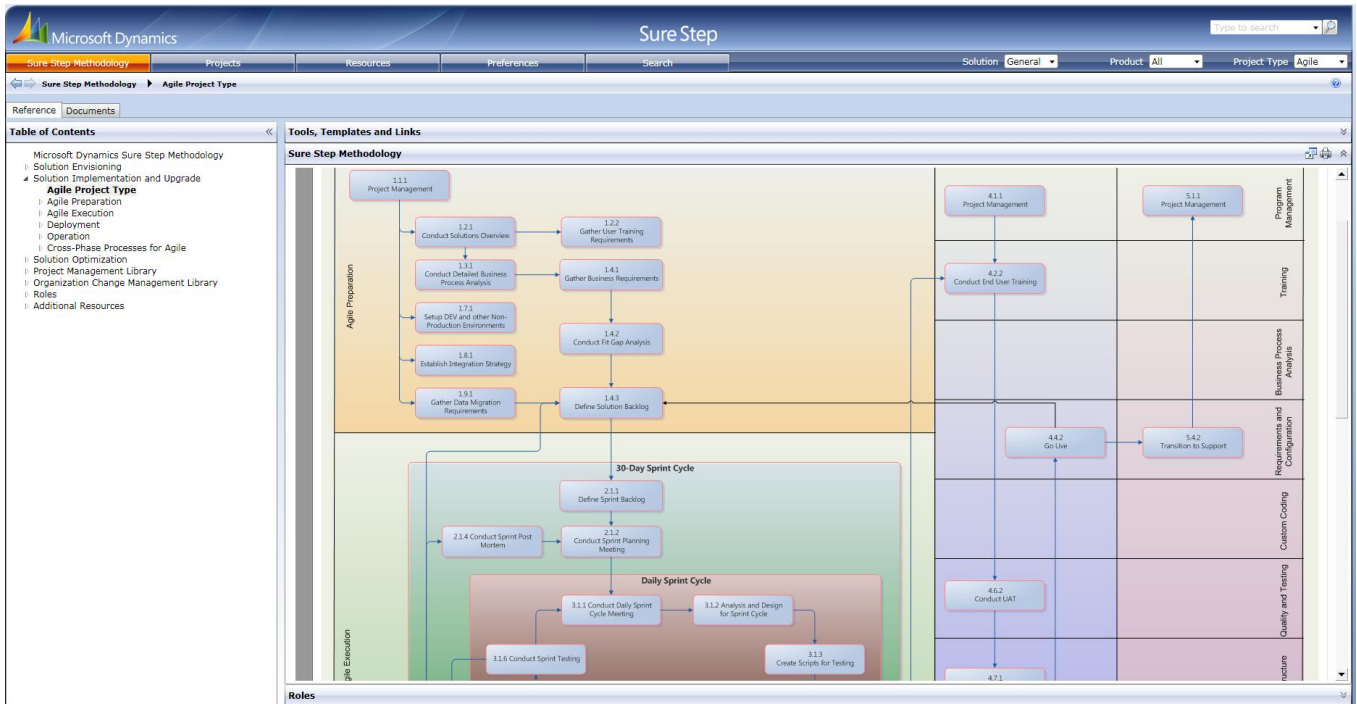 Microsoft Dynamics
Sure Step
Type to search
Sure Step Methodology
Projects
Resources
Preferences
Search
Solution General
Product All
Project Type Agile
Sure Step Methodology
Agile Project Type
Reference
Documents
Table of Contents
Microsoft Dynamics Sure Step Methodology
Solution Envisioning
Solution Implementation and Upgrade
Agile Project Type
Agile Preparation
Agile Execution
Deployment
Operation
Cross-Phase Processes for Agile
Solution Optimization
Project Management Library
Organization Change Management Library
Roles
Additional Resources
Tools, Templates and Links
Sure Step Methodology
Agile Preparation
1.1.1
Project Management
1.2.1
Conduct Solutions Overview
1.2.2
Gather User Training
Requirements
1.3.1
Conduct Detailed Business
Process Analysis
1.4.1
Gather Business Requirements
1.7.1
Setup DEV and other Non-
Production Environments
1.4.2
Conduct Fit Gap Analysis
1.8.1
Establish Integration Strategy
1.9.1
Gather Data Migration
Requirements
1.4.3
Define Solution Backlog
gile Execution
30-Day Sprint Cycle
2.1.1
Define Sprint Backlog
2.1.4 Conduct Sprint Post
Mortem
2.1.2
Conduct Sprint Planning
Meeting
Daily Sprint Cycle
3.1.1 Conduct Daily Sprint
Cycle Meeting
3.1.2 Analysis and Design
for Sprint Cycle
3.1.6 Conduct Sprint Testing
3.1.3
Create Scripts for Testing
4.1.1
Project Management
5.1.1
Project Management
Program
Management
4.2.2
Conduct End User Training
Training
Business Process
Analysis
4.4.2
Go Live
5.4.2
Transition to Support
Requirements and
Configuration
Custom Coding
4.6.2
Conduct UAT
Quality and Testing
4.7.1
ructure
Roles